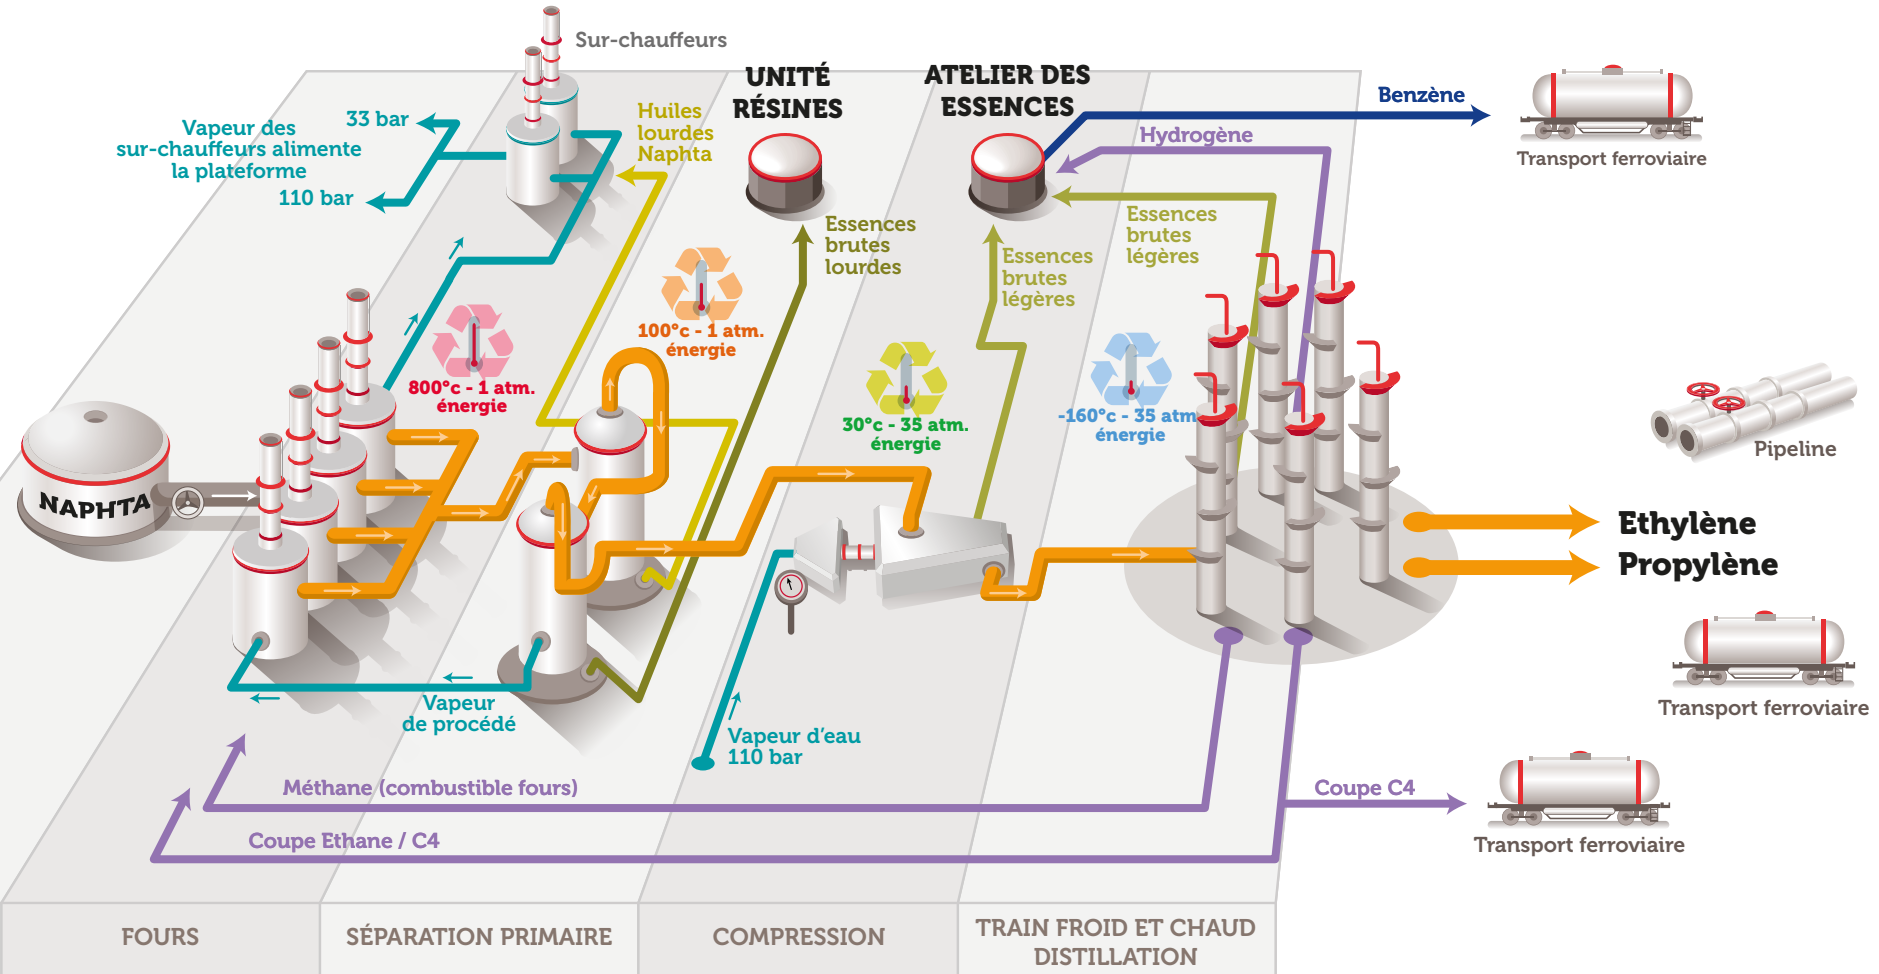 Sur-chauffeurs
UNITÉ
RÉSINES
ATELIER DES
ESSENCES
Benzène
Hydrogène
Transport ferroviaire
33 bar
Vapeur des
sur-chauffeurs alimente
la plateforme
110 bar
Huiles
lourdes
Naphta
Essences
brutes
lourdes
Essences
brutes
légères
Essences
brutes
légères
100°c - 1 atm.
énergie
800°c - 1 atm.
énergie
30°c - 35 atm.
énergie
-160°c - 35 atm
énergie
NAPHTA
Pipeline
Ethylène
Propylène
Transport ferroviaire
Vapeur
de procédé
Vapeur d'eau
110 bar
Méthane (combustible fours)
Coupe C4
Coupe Ethane / C4
Transport ferroviaire
FOURS
SÉPARATION PRIMAIRE
COMPRESSION
TRAIN FROID ET CHAUD
DISTILLATION